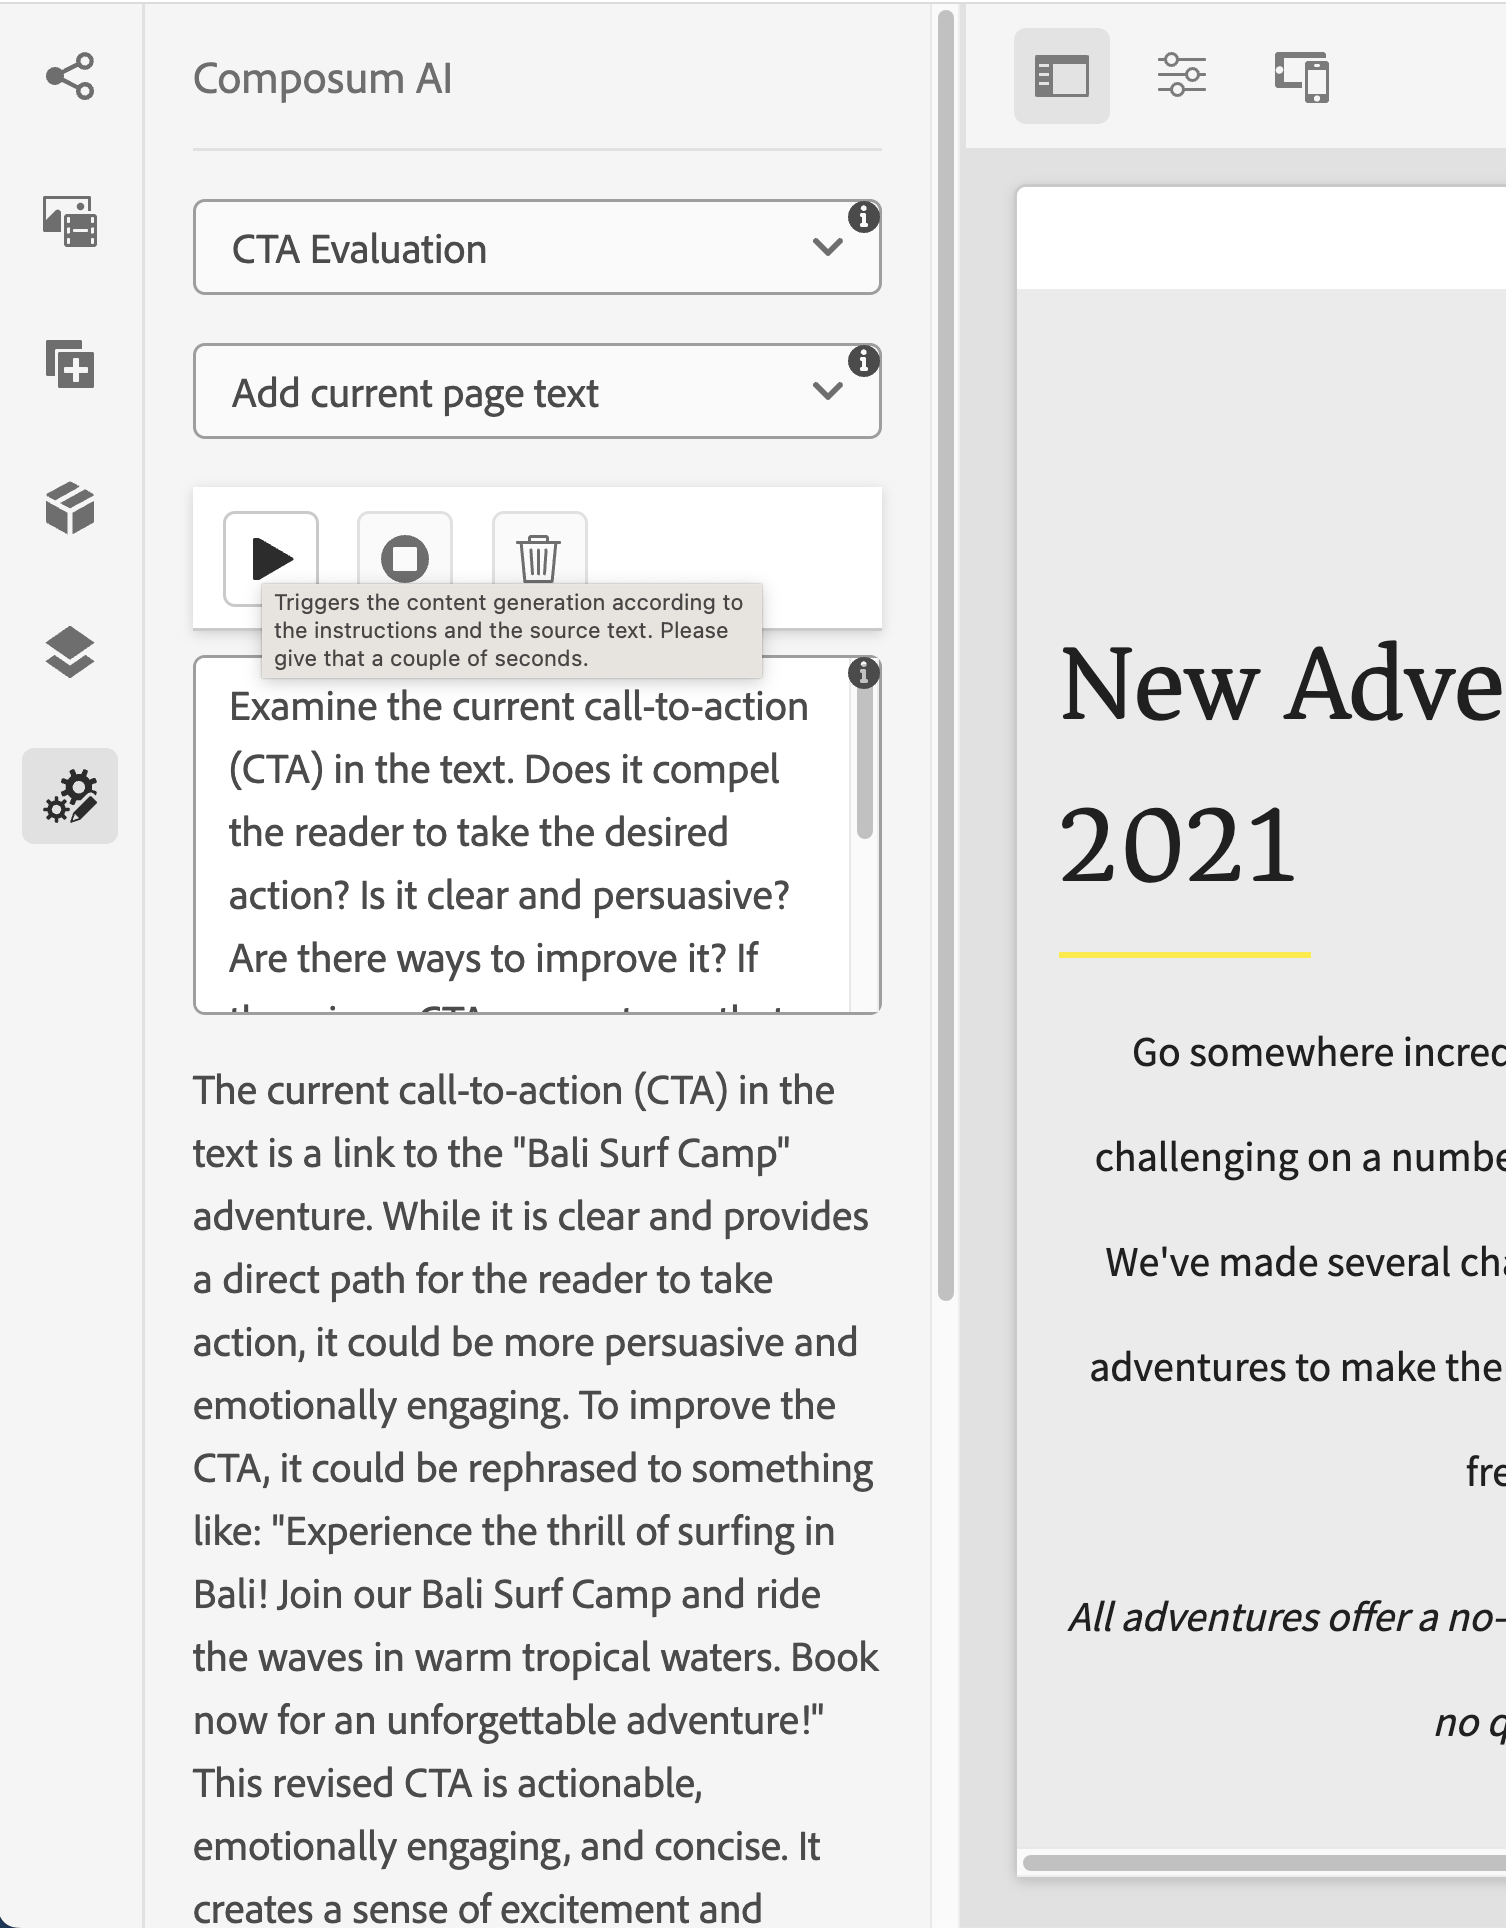 Composum AI
CTA Evaluation
Add current page text
Triggers the content generation according to
the instructions and the source text. Please
give that a couple of seconds.
Examine the current call-to-action
(CTA) in the text. Does it compel
the reader to take the desired
action? Is it clear and persuasive?
Are there ways to improve it? If
The current call-to-action (CTA) in the
text is a link to the "Bali Surf Camp"
adventure. While it is clear and provides
a direct path for the reader to take
action, it could be more persuasive and
emotionally engaging. To improve the
CTA, it could be rephrased to something
like: "Experience the thrill of surfing in
Bali! Join our Bali Surf Camp and ride
the waves in warm tropical waters. Book
now for an unforgettable adventure!"
This revised CTA is actionable,
emotionally engaging, and concise. It
creates a sense of excitement and
New Adve
2021
Go somewhere incred
challenging on a numbe
We've made several cha
adventures to make the
fre
All adventures offer a no-
no q